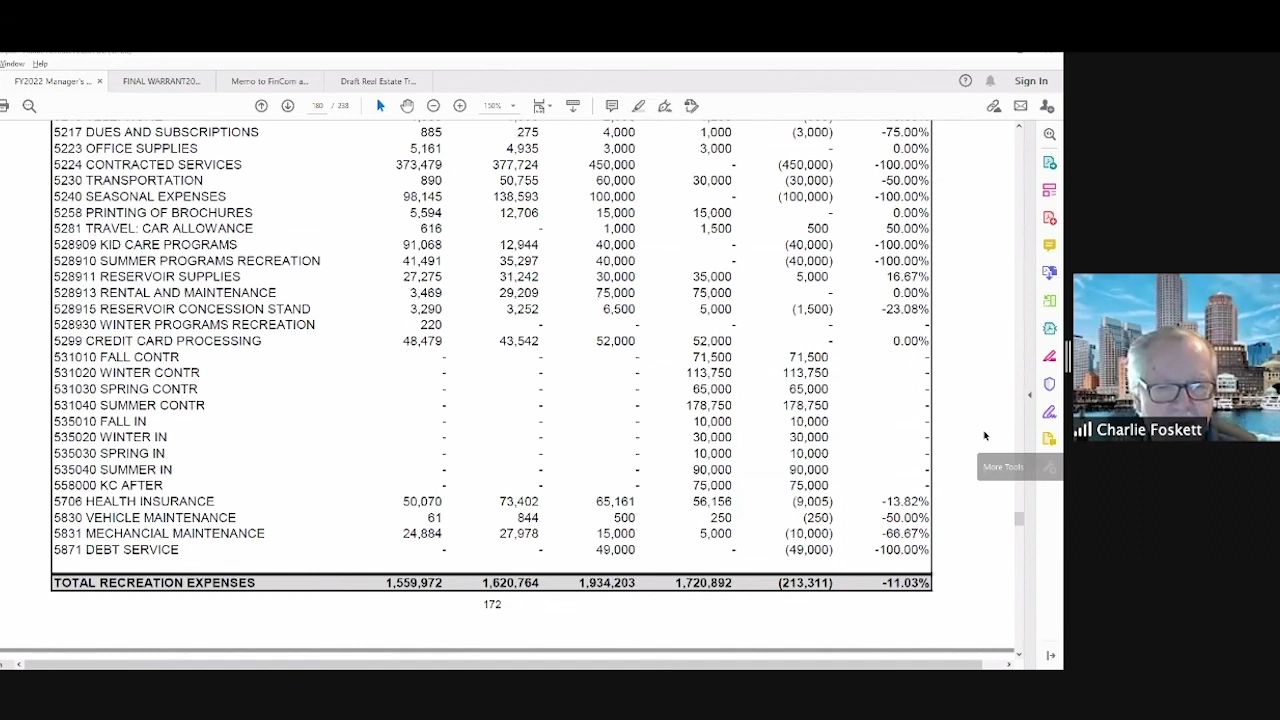 Window Help
FY2022 Manager's ... × FINAL WARRANT20... Memo to FinCom a... Draft Real Estate Tr... Sign In
180 / 238 150%
5217 DUES AND SUBSCRIPTIONS 885 275 4,000 1,000 (3,000) -75.00%
5223 OFFICE SUPPLIES 5,161 4,935 3,000 3,000 - 0.00%
5224 CONTRACTED SERVICES 373,479 377,724 450,000 - (450,000) -100.00%
5230 TRANSPORTATION 890 50,755 60,000 30,000 (30,000) -50.00%
5240 SEASONAL EXPENSES 98,145 138,593 100,000 - (100,000) -100.00%
5258 PRINTING OF BROCHURES 5,594 12,706 15,000 15,000 - 0.00%
5281 TRAVEL: CAR ALLOWANCE 616 - 1,000 1,500 500 50.00%
528909 KID CARE PROGRAMS 91,068 12,944 40,000 - (40,000) -100.00%
528910 SUMMER PROGRAMS RECREATION 41,491 35,297 40,000 - (40,000) -100.00%
528911 RESERVOIR SUPPLIES 27,275 31,242 30,000 35,000 5,000 16.67%
528913 RENTAL AND MAINTENANCE 3,469 29,209 75,000 75,000 - 0.00%
528915 RESERVOIR CONCESSION STAND 3,290 3,252 6,500 5,000 (1,500) -23.08%
528930 WINTER PROGRAMS RECREATION 220 - - - - -
5299 CREDIT CARD PROCESSING 48,479 43,542 52,000 52,000 - 0.00%
531010 FALL CONTR - - - 71,500 71,500 -
531020 WINTER CONTR - - - 113,750 113,750 -
531030 SPRING CONTR - - - 65,000 65,000 -
531040 SUMMER CONTR - - - 178,750 178,750 -
535010 FALL IN - - - 10,000 10,000 -
535020 WINTER IN - - - 30,000 30,000 -
535030 SPRING IN - - - 10,000 10,000 -
535040 SUMMER IN - - - 90,000 90,000 -
558000 KC AFTER - - - 75,000 75,000 -
5706 HEALTH INSURANCE 50,070 73,402 65,161 56,156 (9,005) -13.82%
5830 VEHICLE MAINTENANCE 61 844 500 250 (250) -50.00%
5831 MECHANCIAL MAINTENANCE 24,884 27,978 15,000 5,000 (10,000) -66.67%
5871 DEBT SERVICE - - 49,000 - (49,000) -100.00%
TOTAL RECREATION EXPENSES 1,559,972 1,620,764 1,934,203 1,720,892 (213,311) -11.03%
172
More Tools
Charlie Foskett